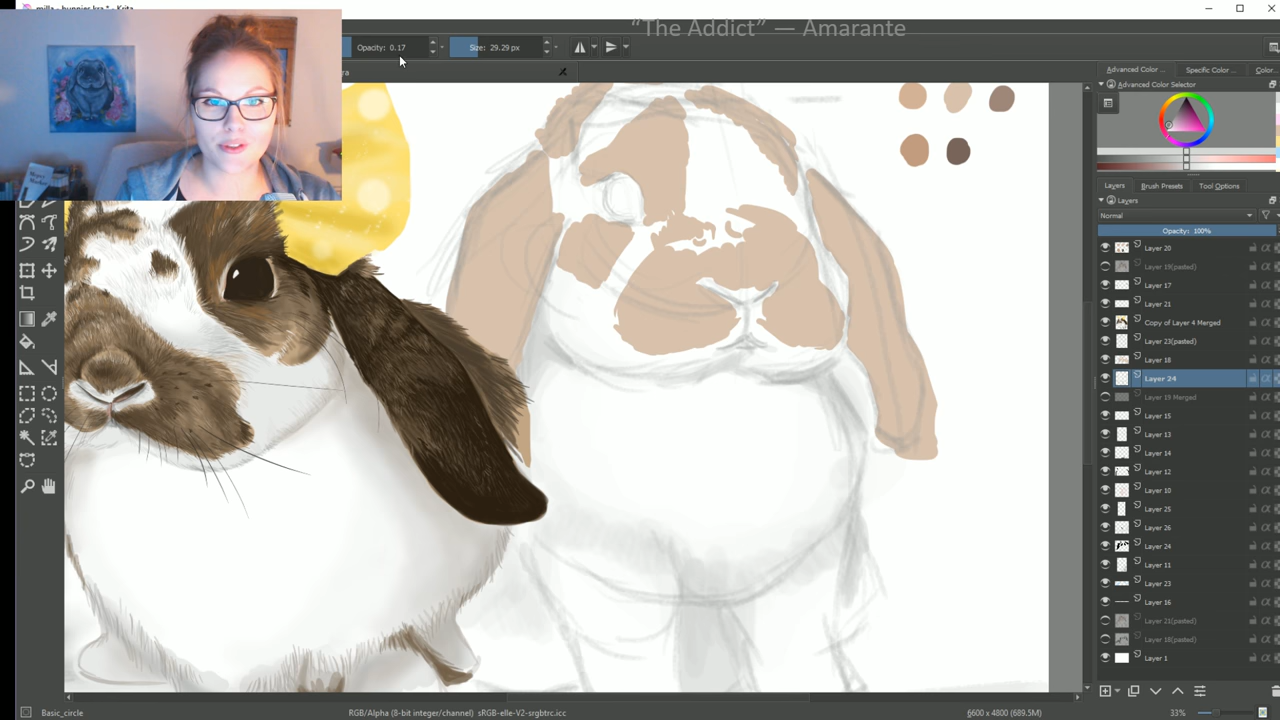 milla - bunnies.kra * - Krita
"The Addict" — Amarante
Opacity: 0.17
Size: 29.29 px
ra
Advanced Color ...
Specific Color ...
Color...
Advanced Color Selector
Layers
Brush Presets
Tool Options
Layers
Normal
Opacity: 100%
Layer 20
Layer 19(pasted)
Layer 17
Layer 21
Copy of Layer 4 Merged
Layer 23(pasted)
Layer 18
Layer 24
Layer 19 Merged
Layer 15
Layer 13
Layer 14
Layer 12
Layer 10
Layer 25
Layer 26
Layer 24
Layer 11
Layer 23
Layer 16
Layer 21(pasted)
Layer 18(pasted)
Layer 1
Basic_circle
RGB/Alpha (8-bit integer/channel) sRGB-elle-V2-srgbtrc.icc
6600 x 4800 (689.5M)
33%